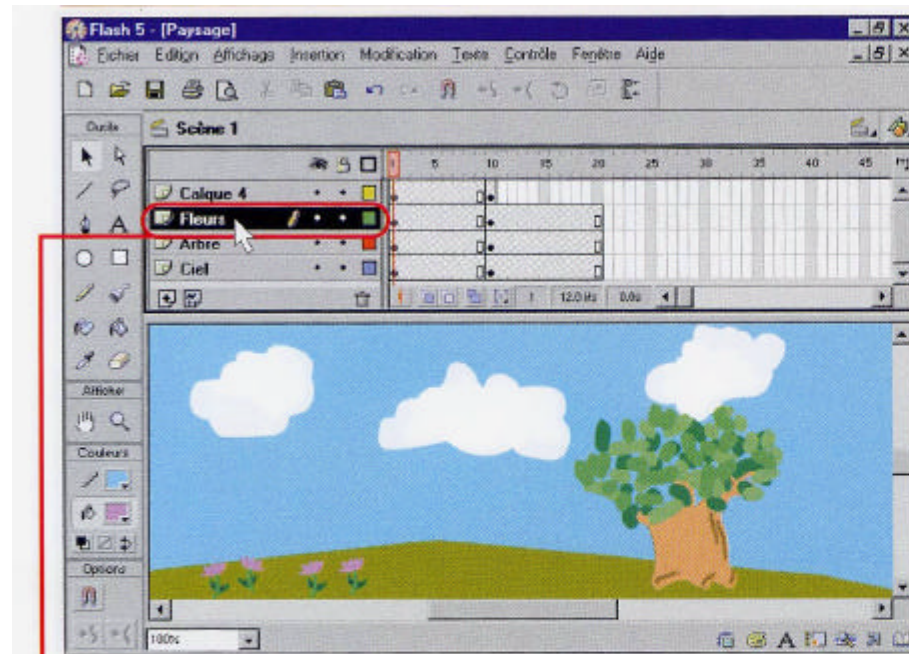 Flash 5 - [Paysage]
Fichier Edition Affichage Insertion Modification Texte Contrôle Fenêtre Aide
Outils
Scène 1
1 5 10 15 20 25 30 35 40 45
Calque 4
Fleurs
Arbre
Ciel
1 12.0 ips 0.0s
Afficher
Couleurs
Options
100%